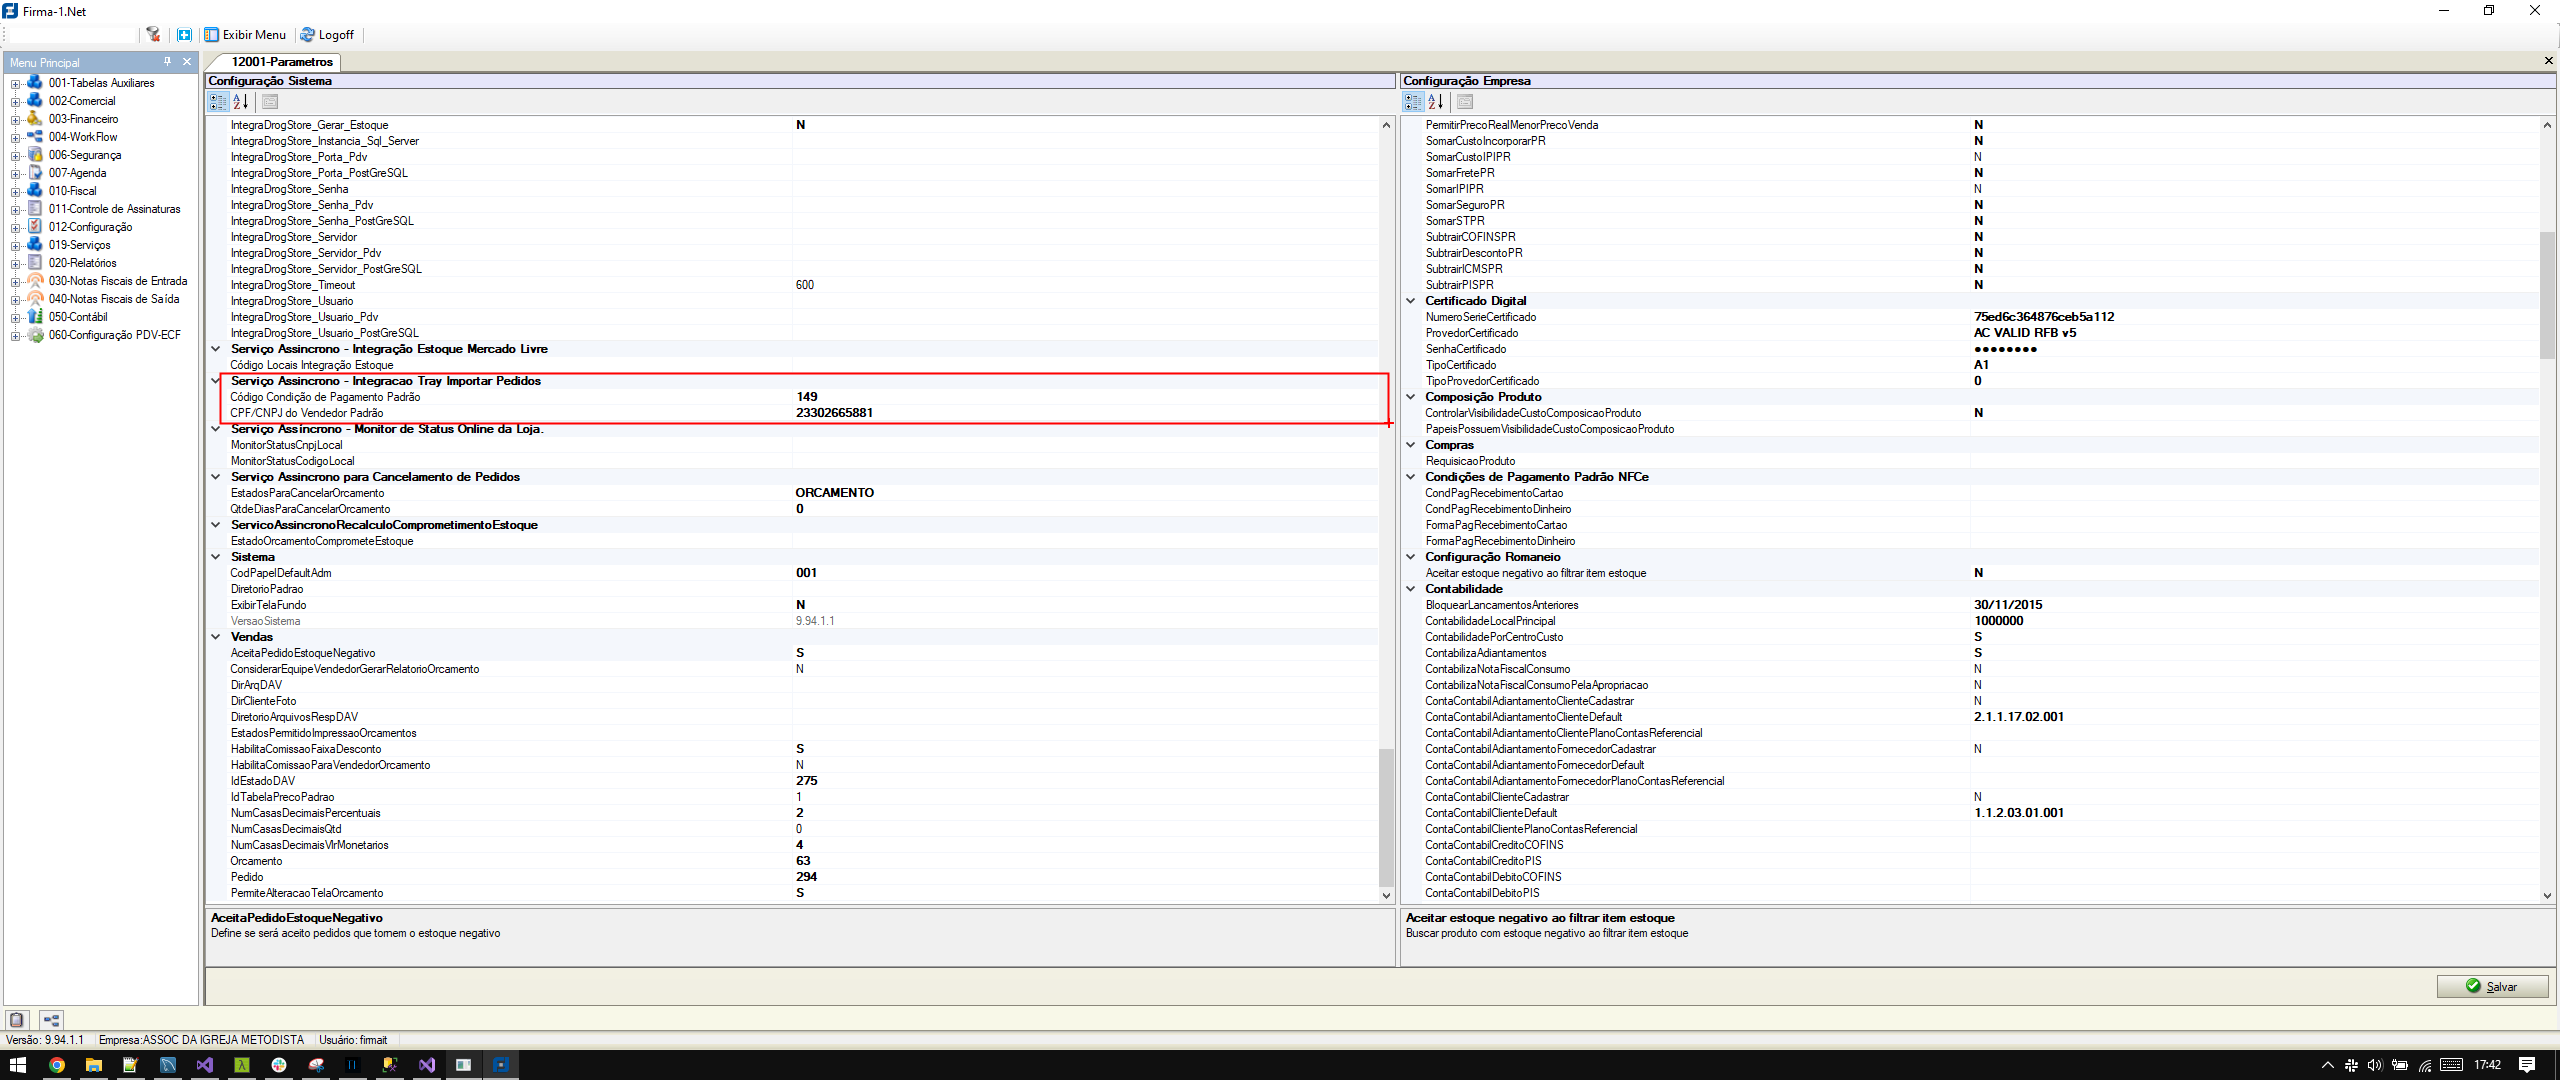 Firma-1.Net
Exibir Menu
Logoff
Menu Principal
001-Tabelas Auxiliares
002-Comercial
003-Financeiro
004-WorkFlow
006-Segurança
007-Agenda
010-Fiscal
011-Controle de Assinaturas
012-Configuração
019-Serviços
020-Relatórios
030-Notas Fiscais de Entrada
040-Notas Fiscais de Saída
050-Contábil
060-Configuração PDV-ECF
12001-Parametros
Configuração Sistema
IntegraDrogStore_Gerar_Estoque N
IntegraDrogStore_Instancia_Sql_Server
IntegraDrogStore_Porta_Pdv
IntegraDrogStore_Porta_PostGreSQL
IntegraDrogStore_Senha
IntegraDrogStore_Senha_Pdv
IntegraDrogStore_Senha_PostGreSQL
IntegraDrogStore_Servidor
IntegraDrogStore_Servidor_Pdv
IntegraDrogStore_Servidor_PostGreSQL
IntegraDrogStore_Timeout 600
IntegraDrogStore_Usuario
IntegraDrogStore_Usuario_Pdv
IntegraDrogStore_Usuario_PostGreSQL
Serviço Assincrono - Integração Estoque Mercado Livre
Código Locais Integração Estoque
Serviço Assincrono - Integracao Tray Importar Pedidos
Código Condição de Pagamento Padrão 149
CPF/CNPJ do Vendedor Padrão 23302665881
Serviço Assíncrono - Monitor de Status Online da Loja.
MonitorStatusCnpjLocal
MonitorStatusCodigoLocal
Serviço Assincrono para Cancelamento de Pedidos
EstadosParaCancelarOrcamento ORCAMENTO
QtdeDiasParaCancelarOrcamento 0
ServicoAssincronoRecalculoComprometimentoEstoque
EstadoOrcamentoComprometeEstoque
Sistema
CodPapelDefaultAdm 001
DiretorioPadrao
ExibirTelaFundo N
VersaoSistema 9.94.1.1
Vendas
AceitaPedidoEstoqueNegativo S
ConsiderarEquipeVendedorGerarRelatorioOrcamento N
DirArqDAV
DirClienteFoto
DiretorioArquivosRespDAV
EstadosPermitidoImpressaoOrcamentos
HabilitaComissaoFaixaDesconto S
HabilitaComissaoParaVendedorOrcamento N
IdEstadoDAV 275
IdTabelaPrecoPadrao 1
NumCasasDecimaisPercentuais 2
NumCasasDecimaisQtd 0
NumCasasDecimaisVlrMonetarios 4
Orcamento 63
Pedido 294
PermiteAlteracaoTelaOrcamento S
AceitaPedidoEstoqueNegativo
Define se será aceito pedidos que tornem o estoque negativo
Configuração Empresa
PermitirPrecoRealMenorPrecoVenda N
SomarCustoIncorporarPR N
SomarCustoIPIPR N
SomarFretePR N
SomarIPIPR N
SomarSeguroPR N
SomarSTPR N
SubtrairCOFINSPR N
SubtrairDescontoPR N
SubtrairICMSPR N
SubtrairPISPR N
Certificado Digital
NumeroSerieCertificado 75ed6c364876ceb5a112
ProvedorCertificado AC VALID RFB v5
SenhaCertificado ●●●●●●●●
TipoCertificado A1
TipoProvedorCertificado 0
Composição Produto
ControlarVisibilidadeCustoComposicaoProduto N
PapeisPossuemVisibilidadeCustoComposicaoProduto
Compras
RequisicaoProduto
Condições de Pagamento Padrão NFCe
CondPagRecebimentoCartao
CondPagRecebimentoDinheiro
FormaPagRecebimentoCartao
FormaPagRecebimentoDinheiro
Configuração Romaneio
Aceitar estoque negativo ao filtrar item estoque N
Contabilidade
BloquearLancamentosAnteriores 30/11/2015
ContabilidadeLocalPrincipal 1000000
ContabilidadePorCentroCusto S
ContabilizaAdiantamentos S
ContabilizaNotaFiscalConsumo N
ContabilizaNotaFiscalConsumoPelaApropriacao N
ContaContabilAdiantamentoClienteCadastrar N
ContaContabilAdiantamentoClienteDefault 2.1.1.17.02.001
ContaContabilAdiantamentoClientePlanoContasReferencial
ContaContabilAdiantamentoFornecedorCadastrar N
ContaContabilAdiantamentoFornecedorDefault
ContaContabilAdiantamentoFornecedorPlanoContasReferencial
ContaContabilClienteCadastrar N
ContaContabilClienteDefault 1.1.2.03.01.001
ContaContabilClientePlanoContasReferencial
ContaContabilCreditoCOFINS
ContaContabilCreditoPIS
ContaContabilDebitoCOFINS
ContaContabilDebitoPIS
Aceitar estoque negativo ao filtrar item estoque
Buscar produto com estoque negativo ao filtrar item estoque
Salvar
Versão: 9.94.1.1 Empresa:ASSOC DA IGREJA METODISTA Usuário: firmait
17:42